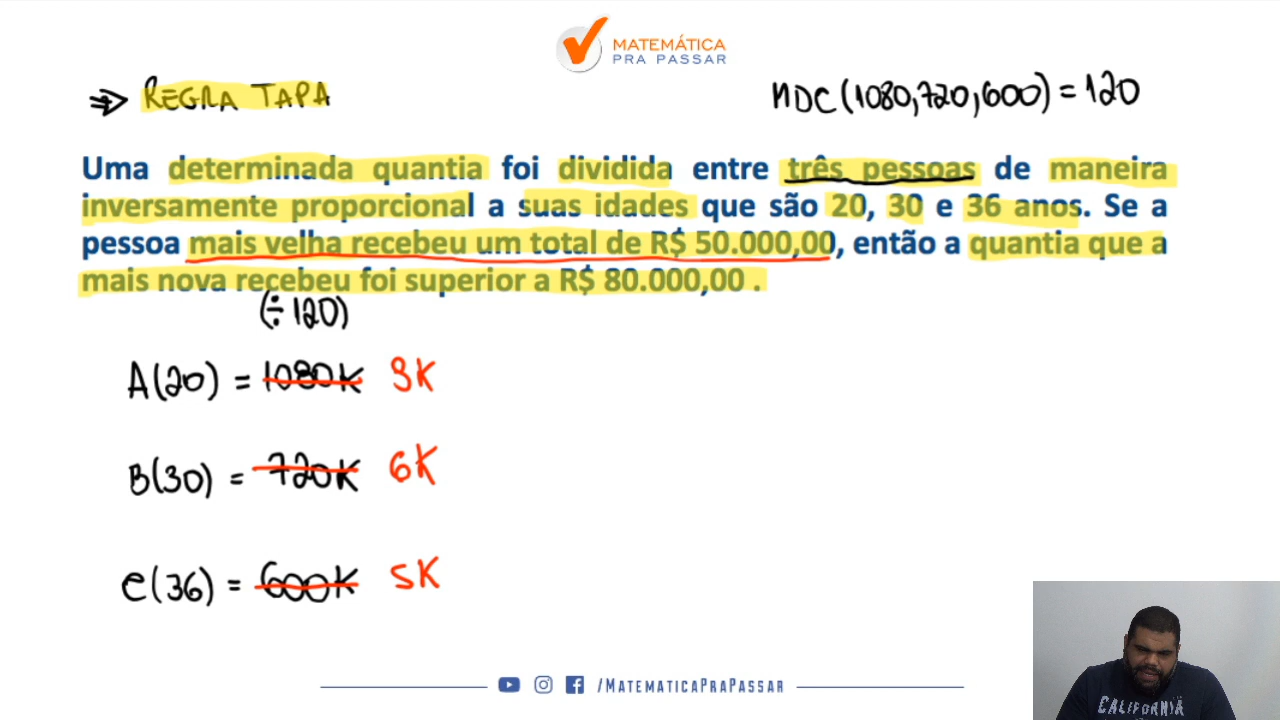 MATEMÁTICA
PRA PASSAR
⇒ REGRA TAPA
MDC(1080,720,600) = 120
Uma determinada quantia foi dividida entre três pessoas de maneira
inversamente proporcional a suas idades que são 20, 30 e 36 anos. Se a
pessoa mais velha recebeu um total de R$ 50.000,00, então a quantia que a
mais nova recebeu foi superior a R$ 80.000,00 .
(÷120)
A(20) = 1080K 9K
B(30) = 720K 6K
C(36) = 600K 5K
/MATEMATICAPRAPASSAR
CALIFORNIA